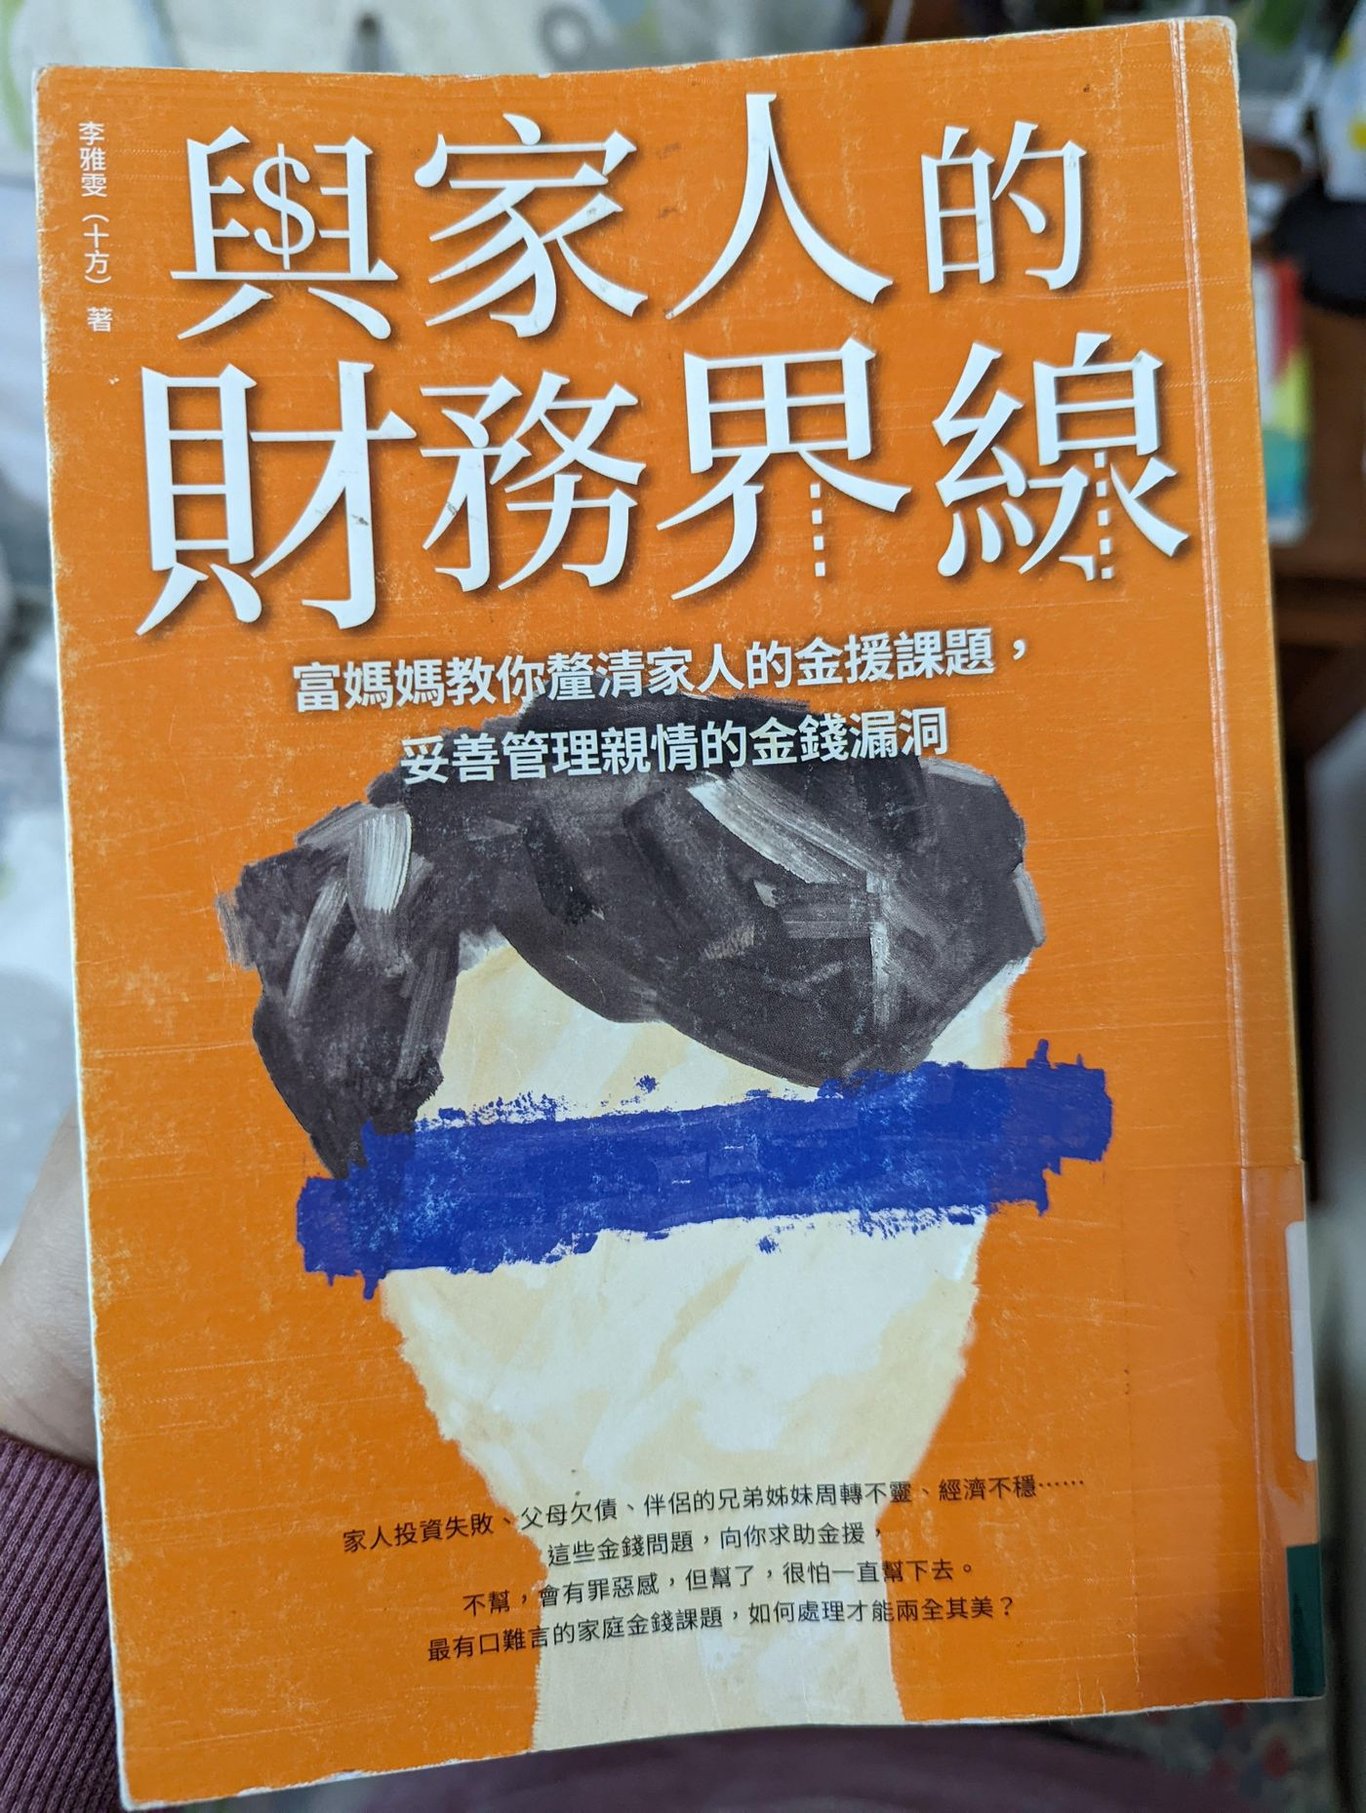 李雅雯（十方） 著
與家人的
財務界線
富媽媽教你釐清家人的金援課題，
妥善管理親情的金錢漏洞
家人投資失敗、父母欠債、伴侶的兄弟姊妹周轉不靈、經濟不穩……
這些金錢問題，向你求助金援，
不幫，會有罪惡感，但幫了，很怕一直幫下去。
最有口難言的家庭金錢課題，如何處理才能兩全其美？